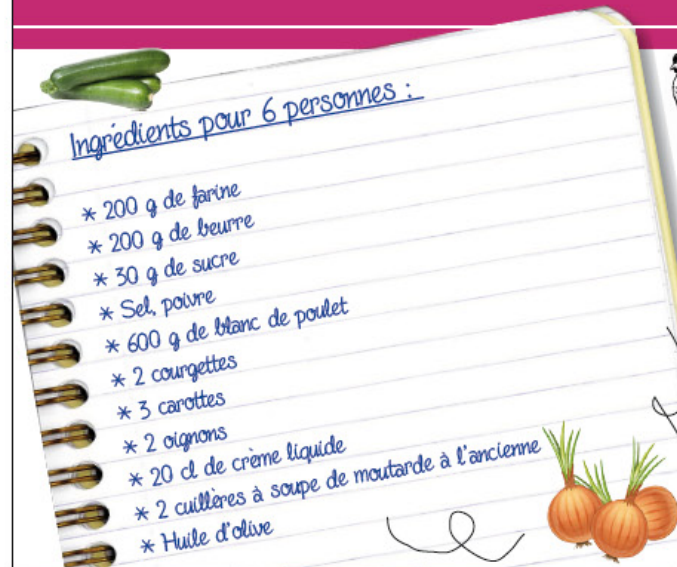 Ingrédients pour 6 personnes :
* 200 g de farine
* 200 g de beurre
* 30 g de sucre
* Sel, poivre
* 600 g de blanc de poulet
* 2 courgettes
* 3 carottes
* 2 oignons
* 20 cl de crème liquide
* 2 cuillères à soupe de moutarde à l'ancienne
* Huile d'olive